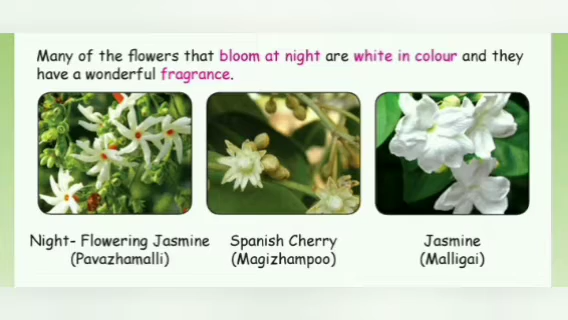 Many of the flowers that bloom at night are white in colour and they
have a wonderful fragrance.
Night- Flowering Jasmine
(Pavazhamalli)
Spanish Cherry
(Magizhampoo)
Jasmine
(Malligai)